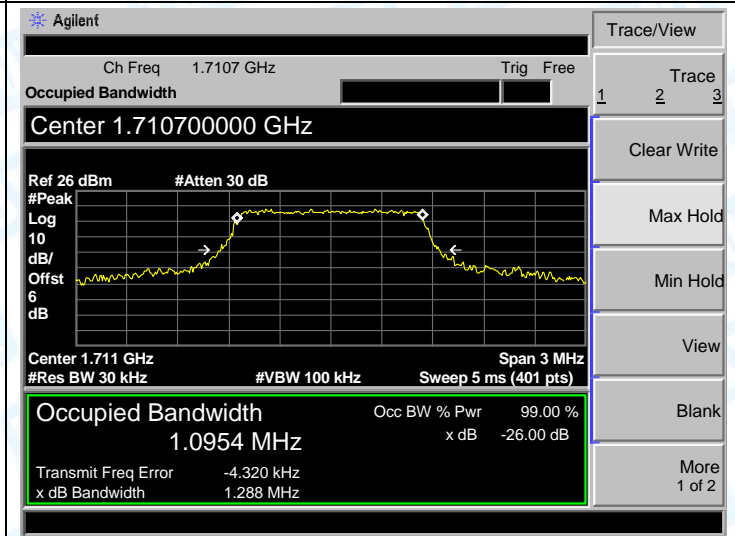 Agilent
Ch Freq 1.7107 GHz Trig Free
Occupied Bandwidth
Center 1.710700000 GHz
Ref 26 dBm #Atten 30 dB
#Peak
Log
10
dB/
Offst
6
dB
Center 1.711 GHz Span 3 MHz
#Res BW 30 kHz #VBW 100 kHz Sweep 5 ms (401 pts)
Occupied Bandwidth Occ BW % Pwr 99.00 %
1.0954 MHz x dB -26.00 dB
Transmit Freq Error -4.320 kHz
x dB Bandwidth 1.288 MHz
Trace/View
Trace
1 2 3
Clear Write
Max Hold
Min Hold
View
Blank
More
1 of 2